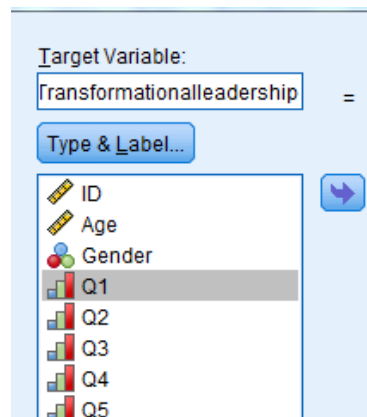 Target Variable:
Transformationalleadership
=
Type & Label...
ID
Age
Gender
Q1
Q2
Q3
Q4
Q5